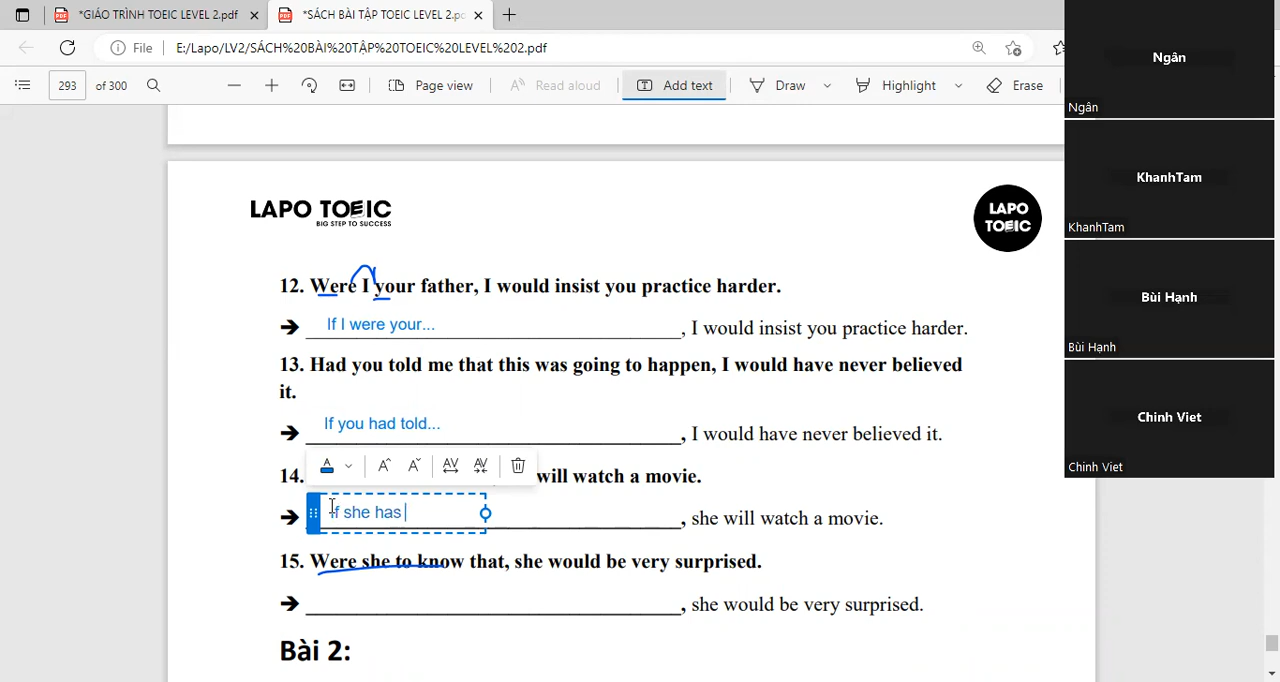 *GIÁO TRÌNH TOEIC LEVEL 2.pdf
*SÁCH BÀI TẬP TOEIC LEVEL 2.pd
File
E:/Lapo/LV2/SÁCH%20BÀI%20TẬP%20TOEIC%20LEVEL%202.pdf
293 of 300
Page view
Read aloud
Add text
Draw
Highlight
Erase
LAPO TOEIC
BIG STEP TO SUCCESS
LAPO
TOEIC
12. Were I your father, I would insist you practice harder.
If I were your...
➔ ______, I would insist you practice harder.
13. Had you told me that this was going to happen, I would have never believed
it.
If you had told...
➔ ______, I would have never believed it.
14. will watch a movie.
If she has
➔ ______, she will watch a movie.
15. Were she to know that, she would be very surprised.
➔ ______, she would be very surprised.
Bài 2:
Ngân
Ngân
KhanhTam
KhanhTam
Bùi Hạnh
Bùi Hạnh
Chinh Viet
Chinh Viet